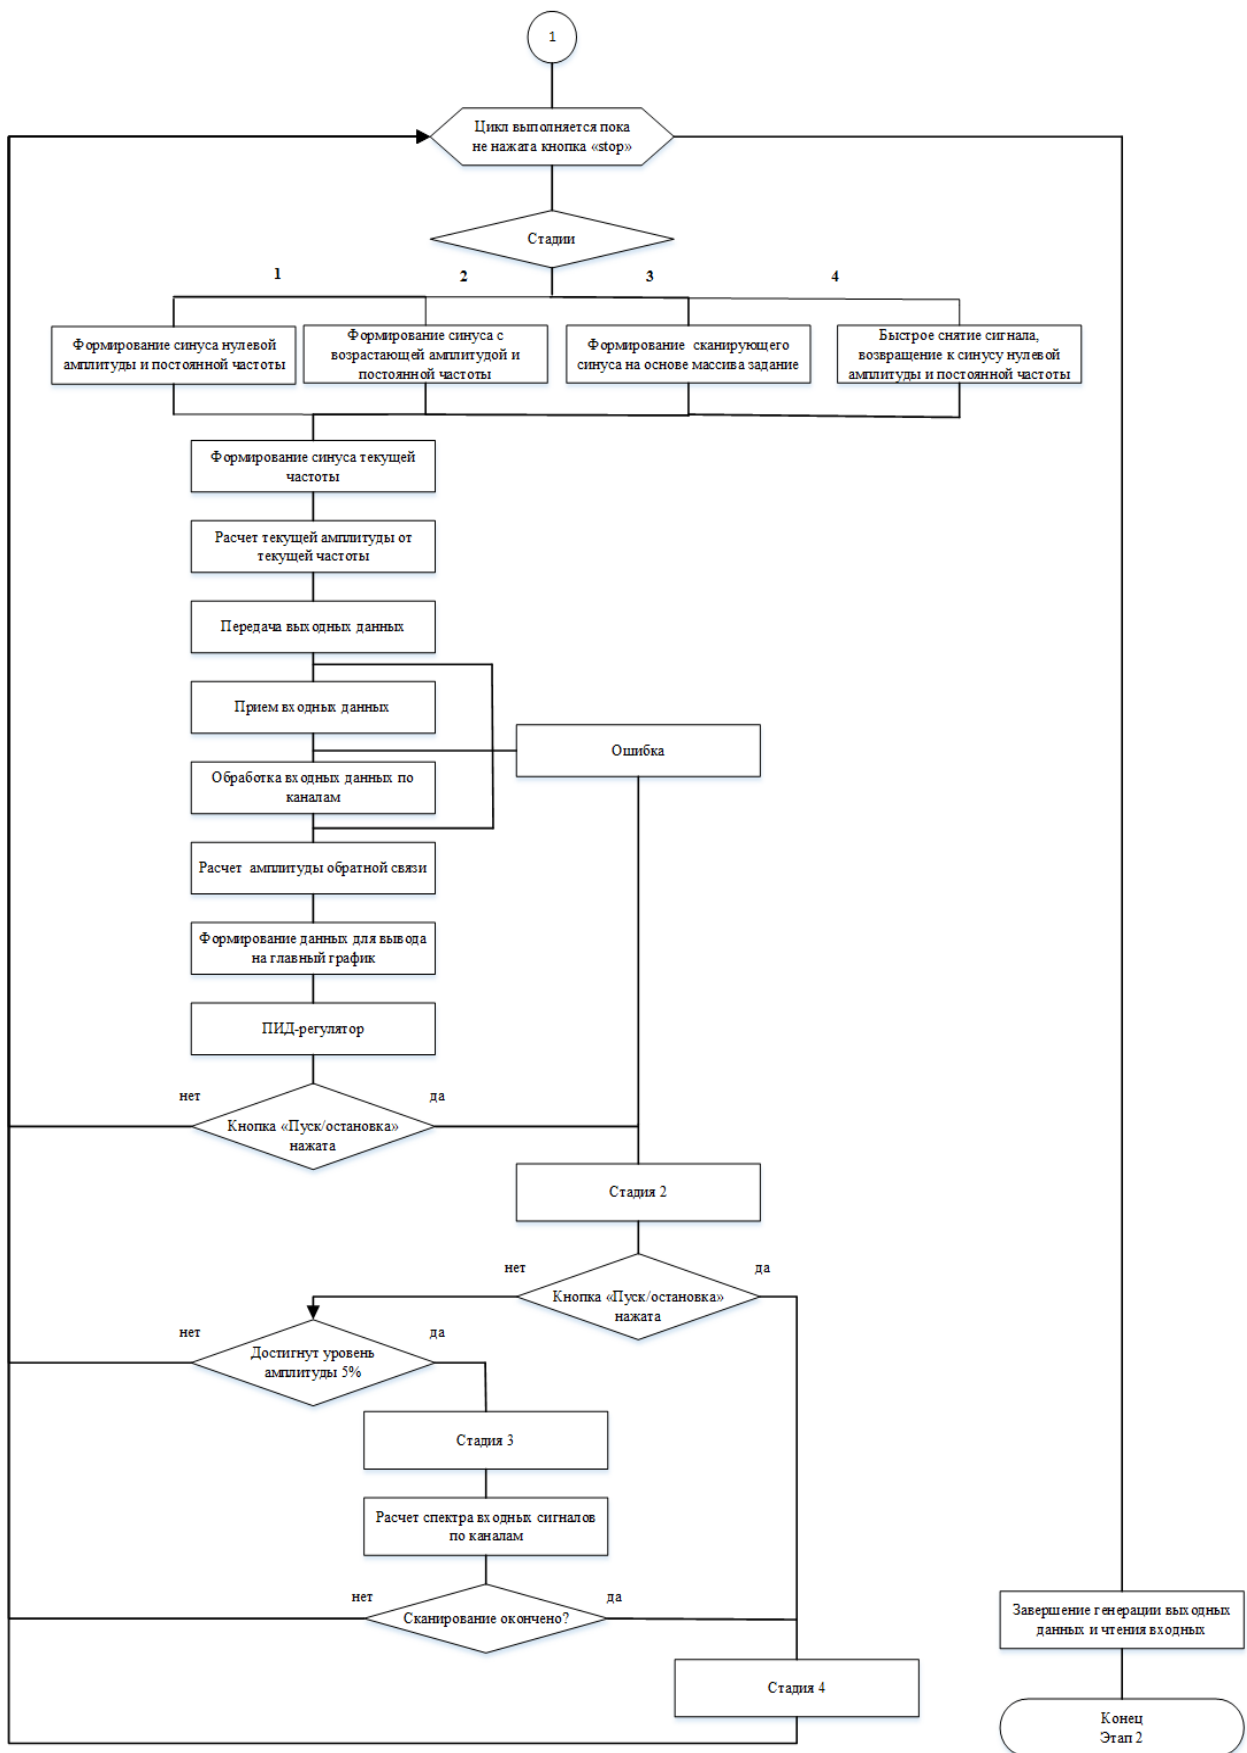 1
Цикл выполняется пока
не нажата кнопка «stop»
Стадии
1
2
3
4
Формирование синуса нулевой
амплитуды и постоянной частоты
Формирование синуса с
возрастающей амплитудой и
постоянной частоты
Формирование сканирующего
синуса на основе массива задание
Быстрое снятие сигнала,
возвращение к синусу нулевой
амплитуды и постоянной частоты
Формирование синуса текущей
частоты
Расчет текущей амплитуды от
текущей частоты
Передача выходных данных
Прием входных данных
Ошибка
Обработка входных данных по
каналам
Расчет амплитуды обратной связи
Формирование данных для вывода
на главный график
ПИД-регулятор
нет
да
Кнопка «Пуск/остановка»
нажата
Стадия 2
нет
да
Кнопка «Пуск/остановка»
нажата
нет
да
Достигнут уровень
амплитуды 5%
Стадия 3
Расчет спектра входных сигналов
по каналам
нет
да
Сканирование окончено?
Завершение генерации выходных
данных и чтения входных
Стадия 4
Конец
Этап 2